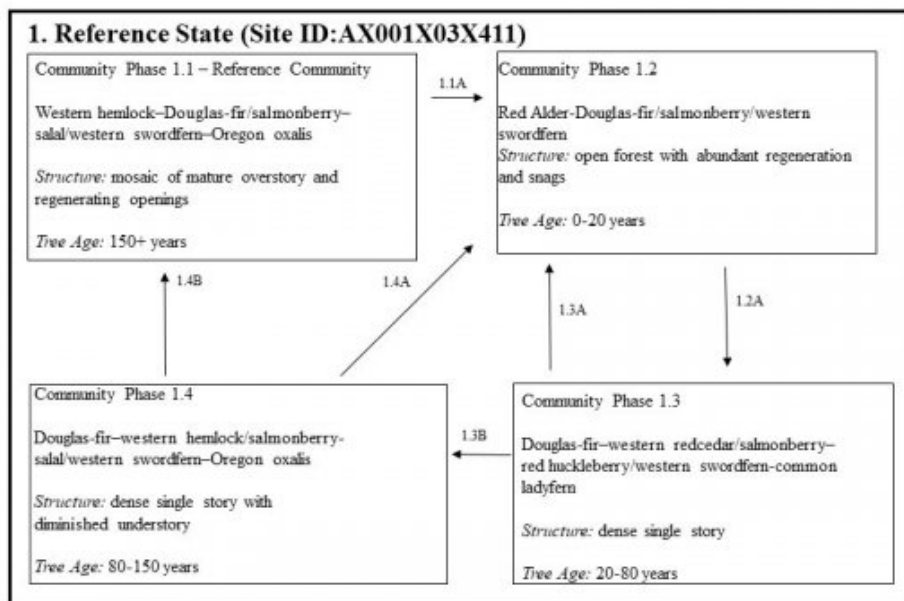 1. Reference State (Site ID:AX001X03X411)
Community Phase 1.1 – Reference Community
Western hemlock–Douglas-fir/salmonberry–
salal/western swordfern–Oregon oxalis
Structure: mosaic of mature overstory and
regenerating openings
Tree Age: 150+ years
1.1A
Community Phase 1.2
Red Alder-Douglas-fir/salmonberry/western
swordfern
Structure: open forest with abundant regeneration
and snags
Tree Age: 0-20 years
1.4B
1.4A
1.3A
1.2A
Community Phase 1.4
Douglas-fir–western hemlock/salmonberry-
salal/western swordfern–Oregon oxalis
Structure: dense single story with
diminished understory
Tree Age: 80-150 years
1.3B
Community Phase 1.3
Douglas-fir–western redcedar/salmonberry–
red huckleberry/western swordfern-common
ladyfern
Structure: dense single story
Tree Age: 20-80 years